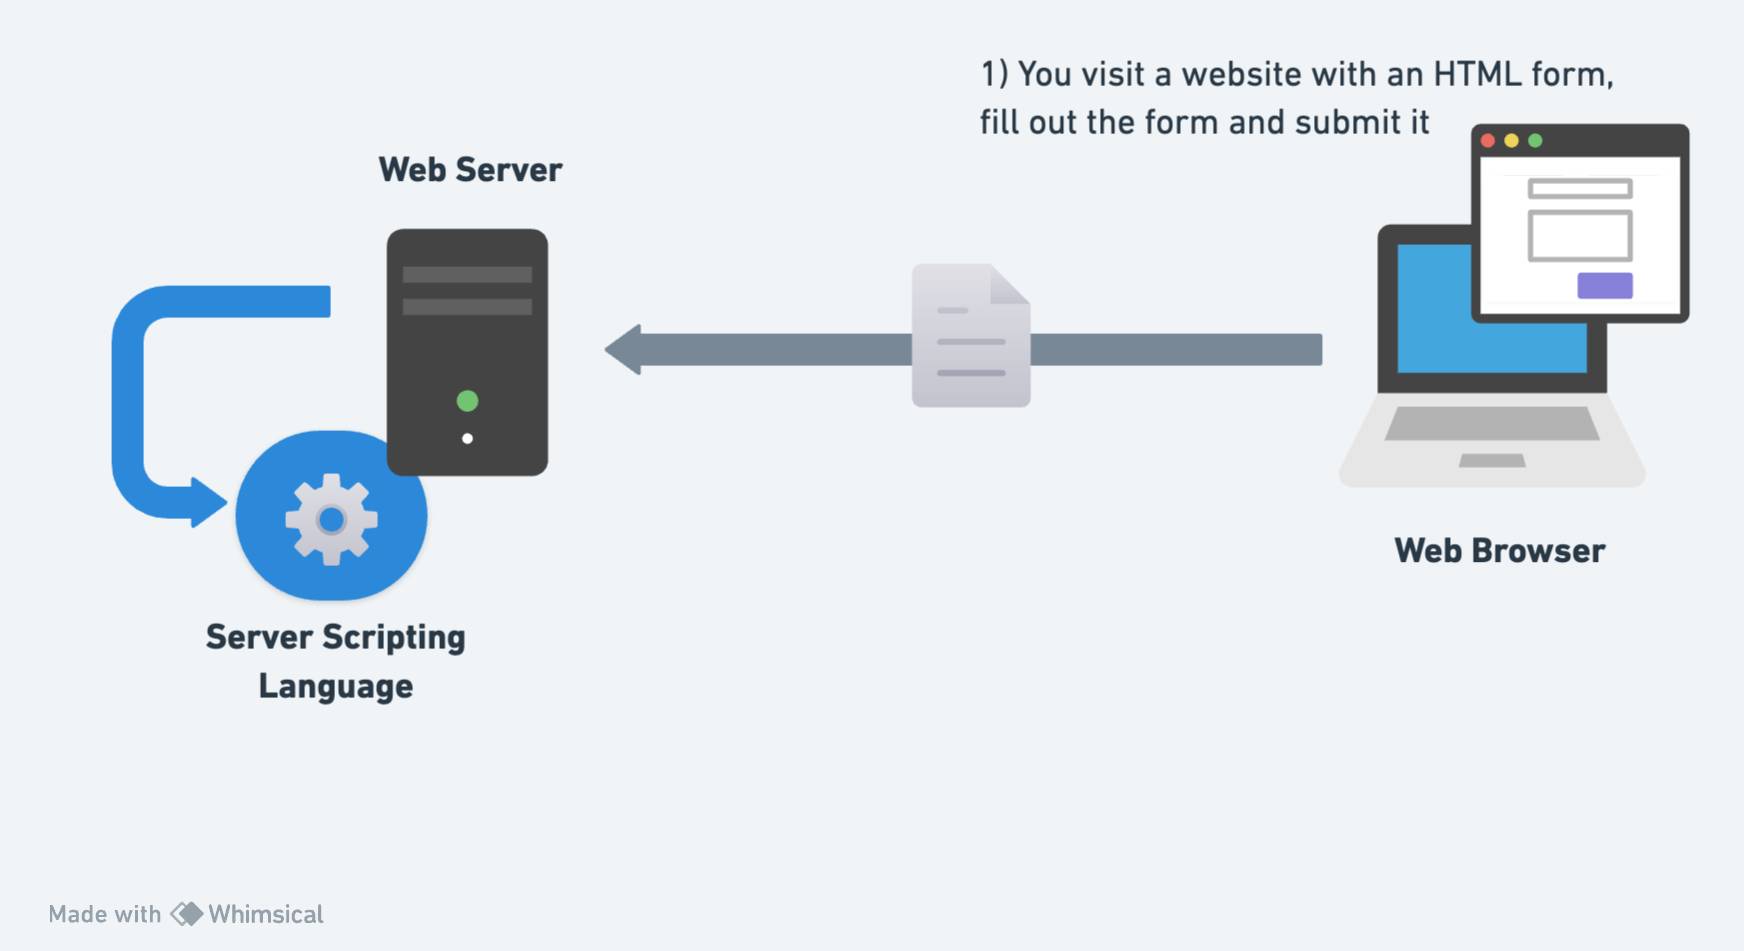 1) You visit a website with an HTML form,
fill out the form and submit it
Web Server
Web Browser
Server Scripting
Language
Made with Whimsical